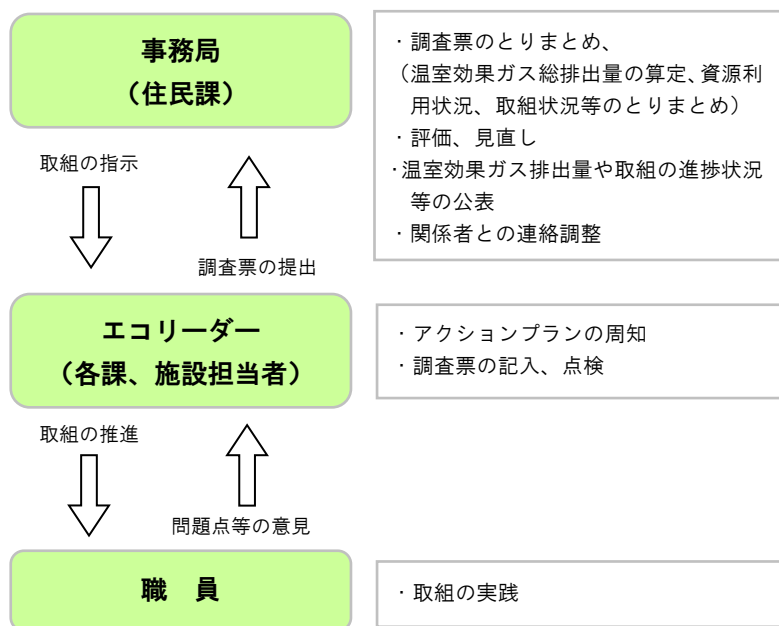 事務局
(住民課)
・調査票のとりまとめ、
(温室効果ガス総排出量の算定、資源利
用状況、取組状況等のとりまとめ)
・評価、見直し
・温室効果ガス排出量や取組の進捗状況
等の公表
・関係者との連絡調整
取組の指示
調査票の提出
エコリーダー
(各課、施設担当者)
・アクションプランの周知
・調査票の記入、点検
取組の推進
問題点等の意見
職　員
・取組の実践